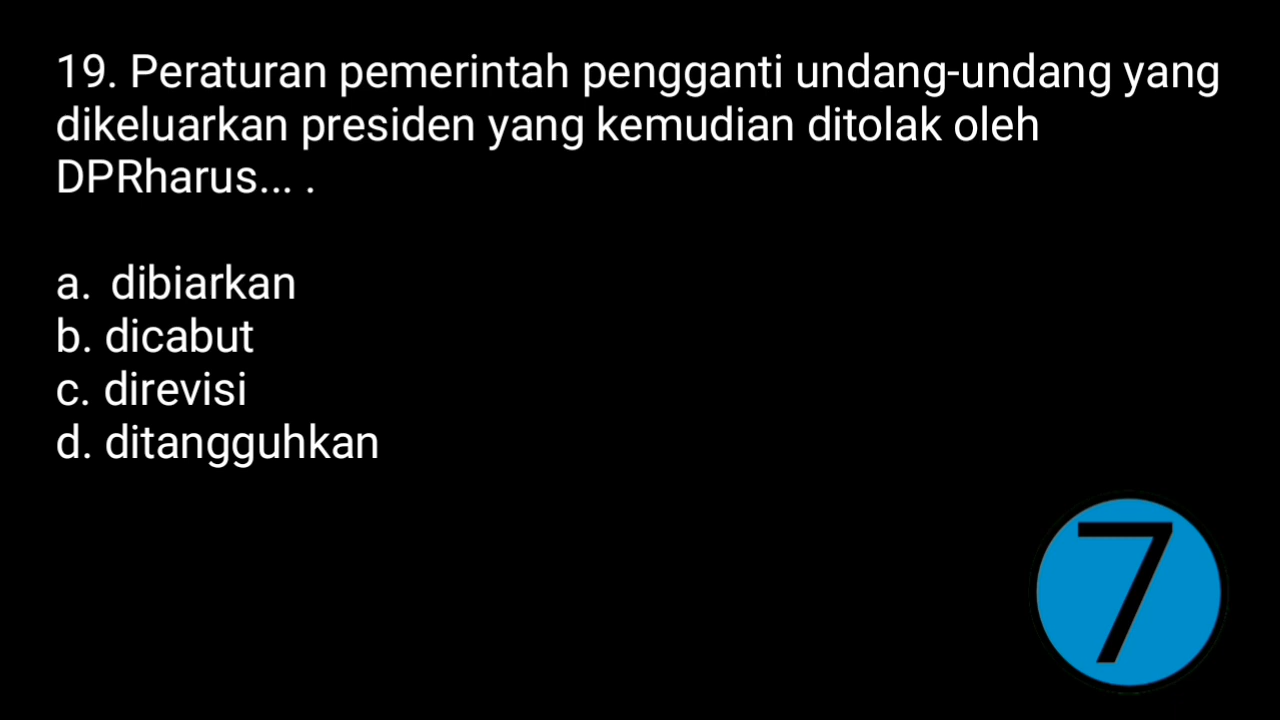 19. Peraturan pemerintah pengganti undang-undang yang
dikeluarkan presiden yang kemudian ditolak oleh
DPRharus... .
a. dibiarkan
b. dicabut
c. direvisi
d. ditangguhkan
7